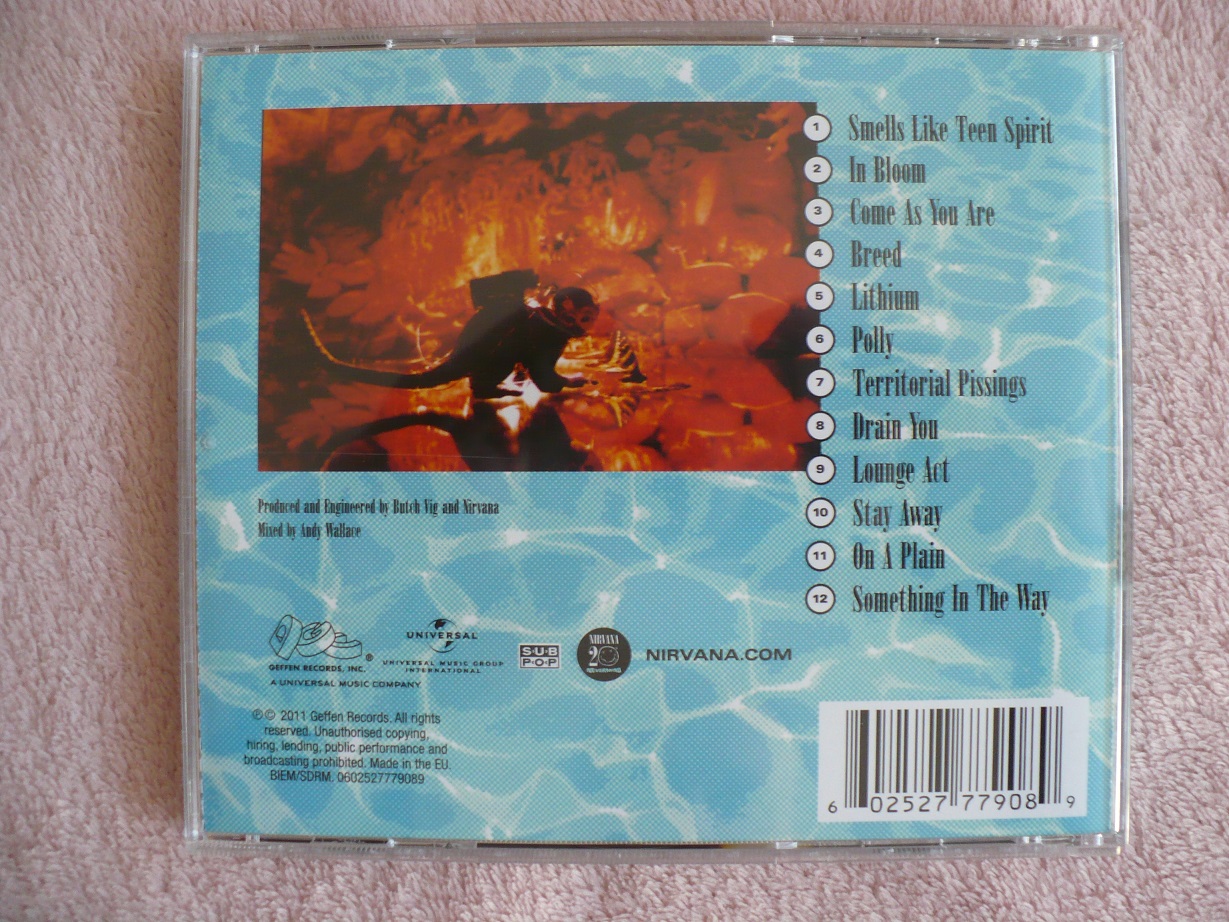 1 Smells Like Teen Spirit
2 In Bloom
3 Come As You Are
4 Breed
5 Lithium
6 Polly
7 Territorial Pissings
8 Drain You
9 Lounge Act
10 Stay Away
11 On A Plain
12 Something In The Way
Produced and Engineered by Butch Vig and Nirvana
Mixed by Andy Wallace
GEFFEN RECORDS, INC. ®
A UNIVERSAL MUSIC COMPANY
UNIVERSAL
UNIVERSAL MUSIC GROUP
INTERNATIONAL
SUB
POP
NIRVANA
20
NIRVANA.COM
℗© 2011 Geffen Records. All rights
reserved. Unauthorised copying,
hiring, lending, public performance and
broadcasting prohibited. Made in the EU.
BIEM/SDRM. 0602527779089
6 02527 77908 9